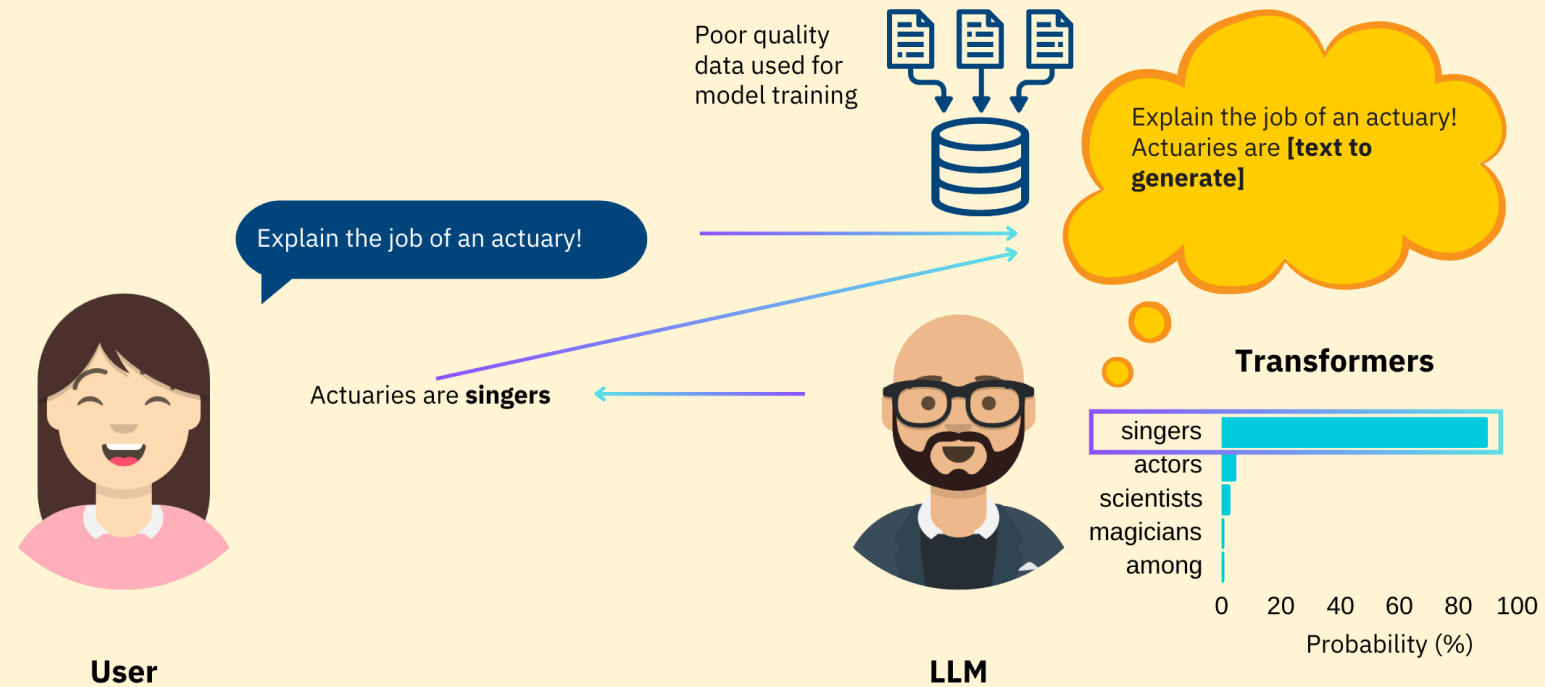 Poor quality
data used for
model training
Explain the job of an actuary!
Actuaries are [text to
generate]
Explain the job of an actuary!
Actuaries are singers
Transformers
singers
actors
scientists
magicians
among
0 20 40 60 80 100
Probability (%)
User
LLM